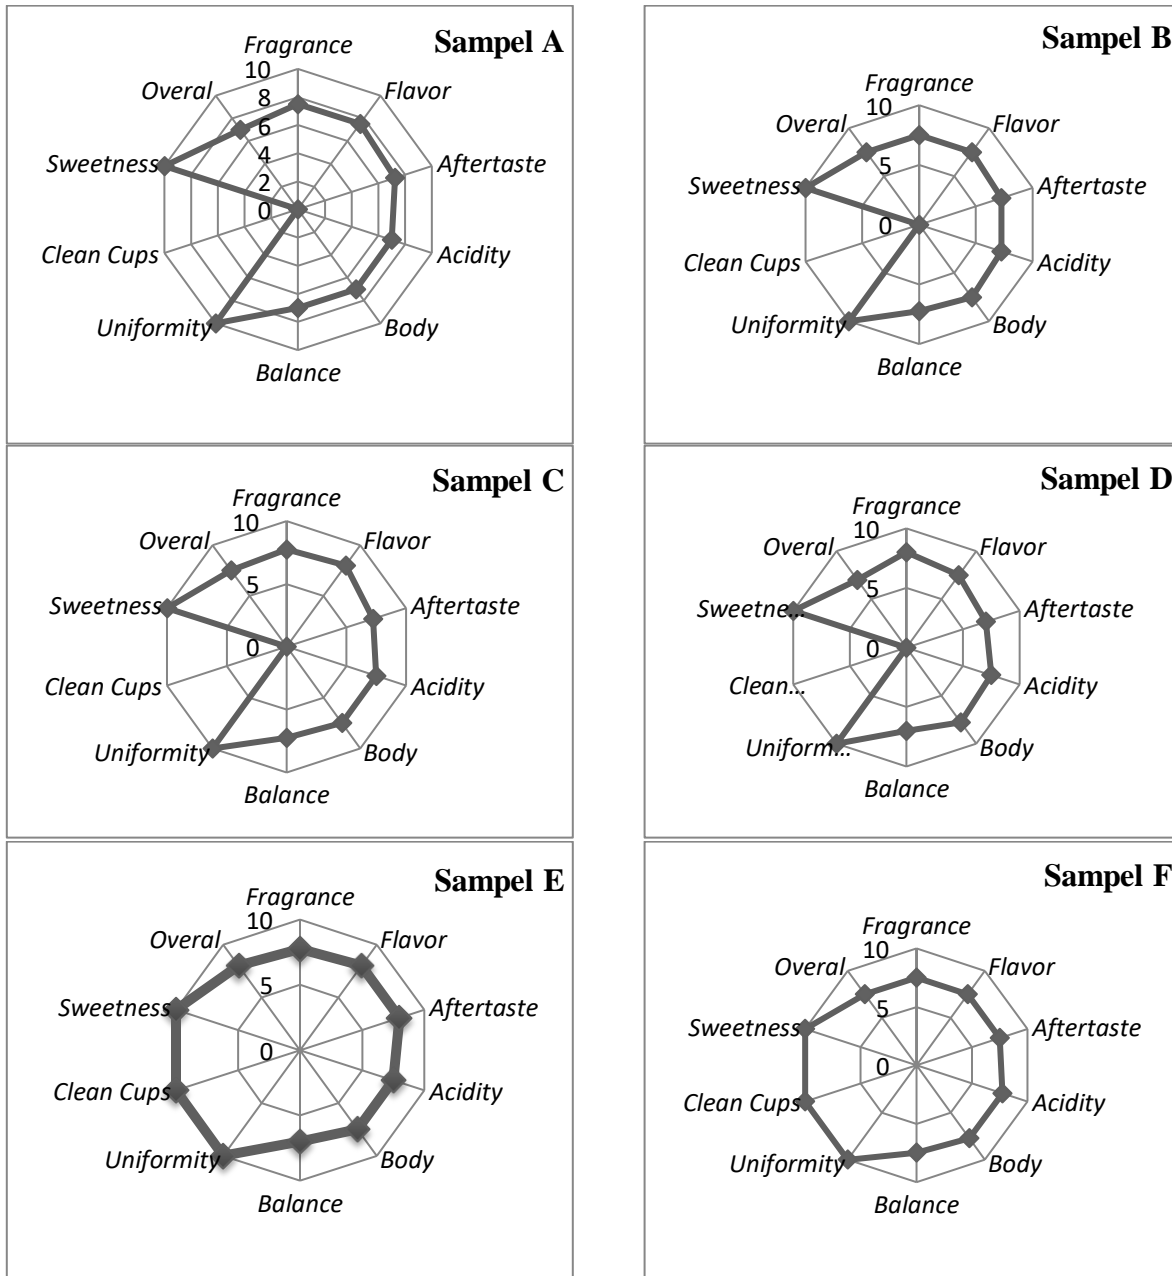 Sampel A
Fragrance
10
8
6
4
2
0
Flavor
Aftertaste
Acidity
Body
Balance
Uniformity
Clean Cups
Sweetness
Overal
Sampel B
Fragrance
10
5
0
Flavor
Aftertaste
Acidity
Body
Balance
Uniformity
Clean Cups
Sweetness
Overal
Sampel C
Fragrance
10
5
0
Flavor
Aftertaste
Acidity
Body
Balance
Uniformity
Clean Cups
Sweetness
Overal
Sampel D
Fragrance
10
5
0
Flavor
Aftertaste
Acidity
Body
Balance
Uniform...
Clean...
Sweetne...
Overal
Sampel E
Fragrance
10
5
0
Flavor
Aftertaste
Acidity
Body
Balance
Uniformity
Clean Cups
Sweetness
Overal
Sampel F
Fragrance
10
5
0
Flavor
Aftertaste
Acidity
Body
Balance
Uniformity
Clean Cups
Sweetness
Overal